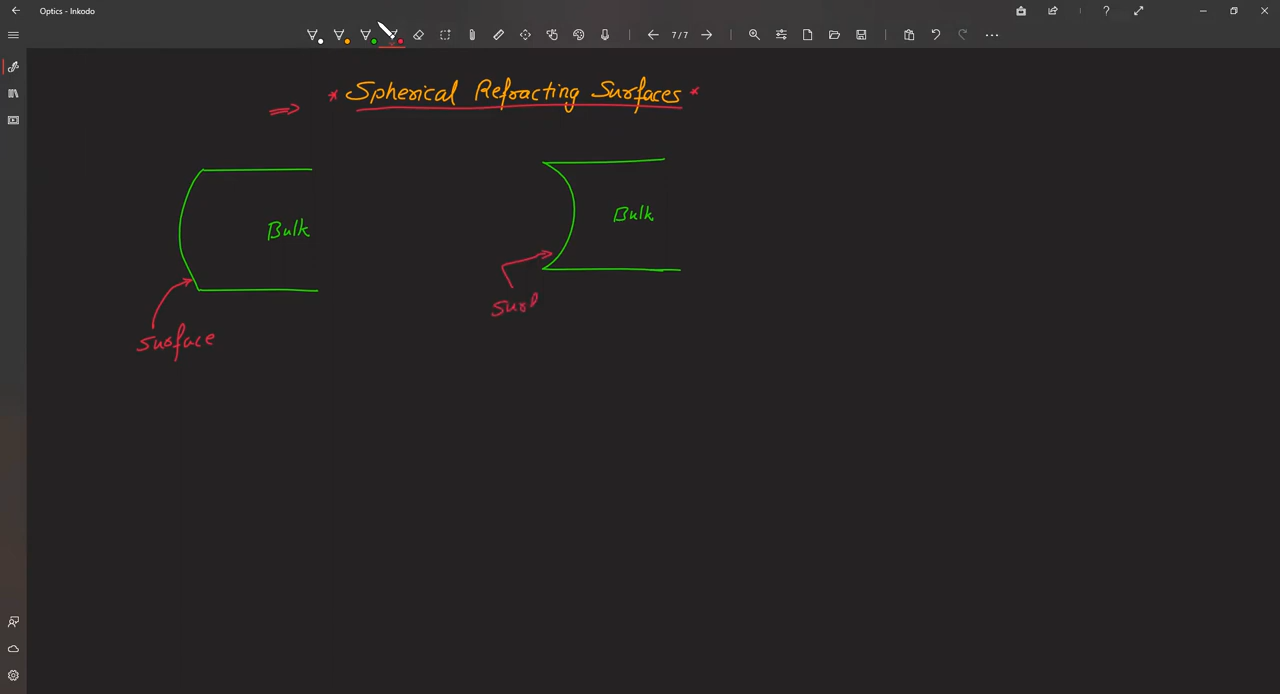 Optics - Inkodo
7/7
* Spherical Refracting Surfaces *
Bulk
Bulk
Surface
Surf